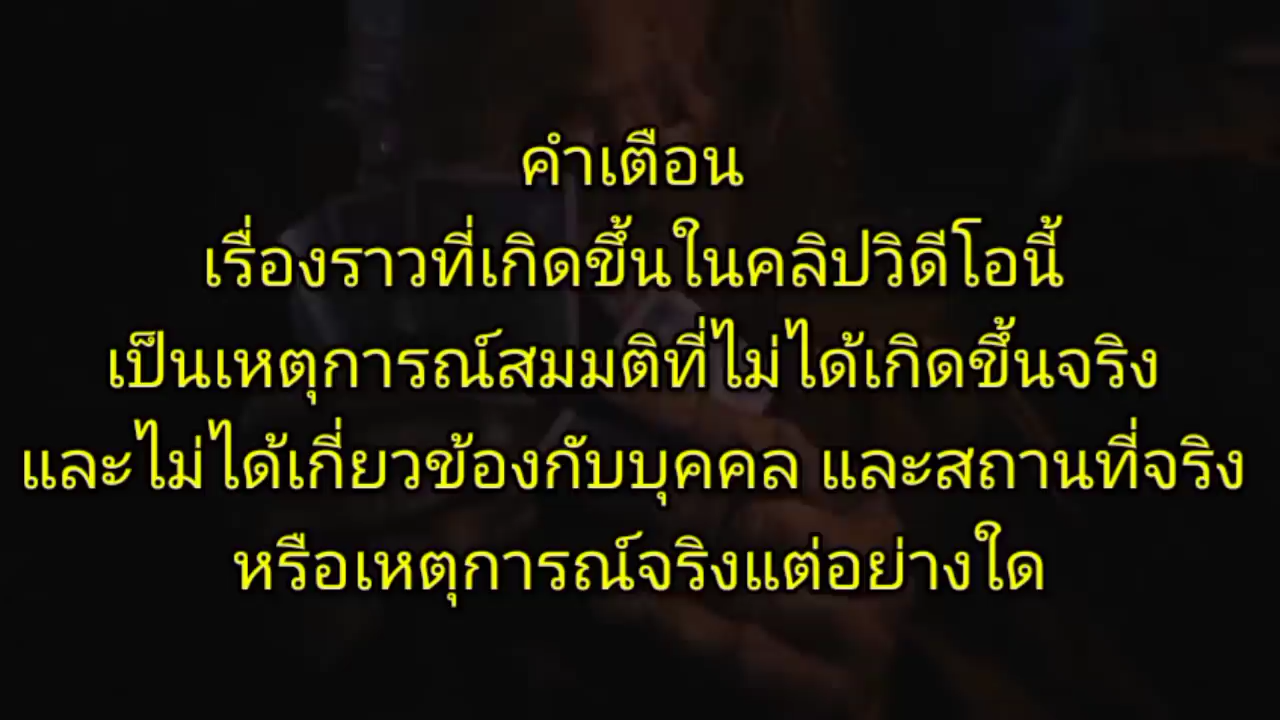 คำเตือน
เรื่องราวที่เกิดขึ้นในคลิปวิดีโอนี้
เป็นเหตุการณ์สมมติที่ไม่ได้เกิดขึ้นจริง
และไม่ได้เกี่ยวข้องกับบุคคล และสถานที่จริง
หรือเหตุการณ์จริงแต่อย่างใด